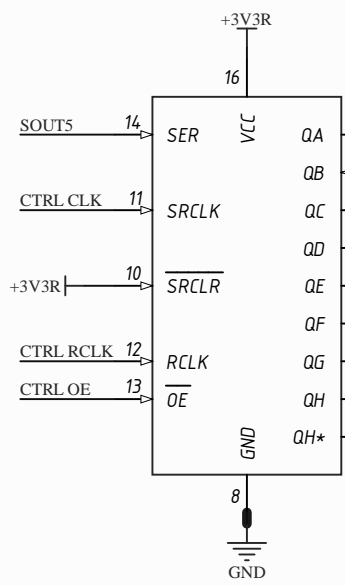 +3V3R
16
SOUT5 14 SER VCC QA
QB
CTRL CLK 11 SRCLK QC
QD
+3V3R 10 SRCLR QE
QF
CTRL RCLK 12 RCLK QG
CTRL OE 13 OE QH
GND QH*
8
GND